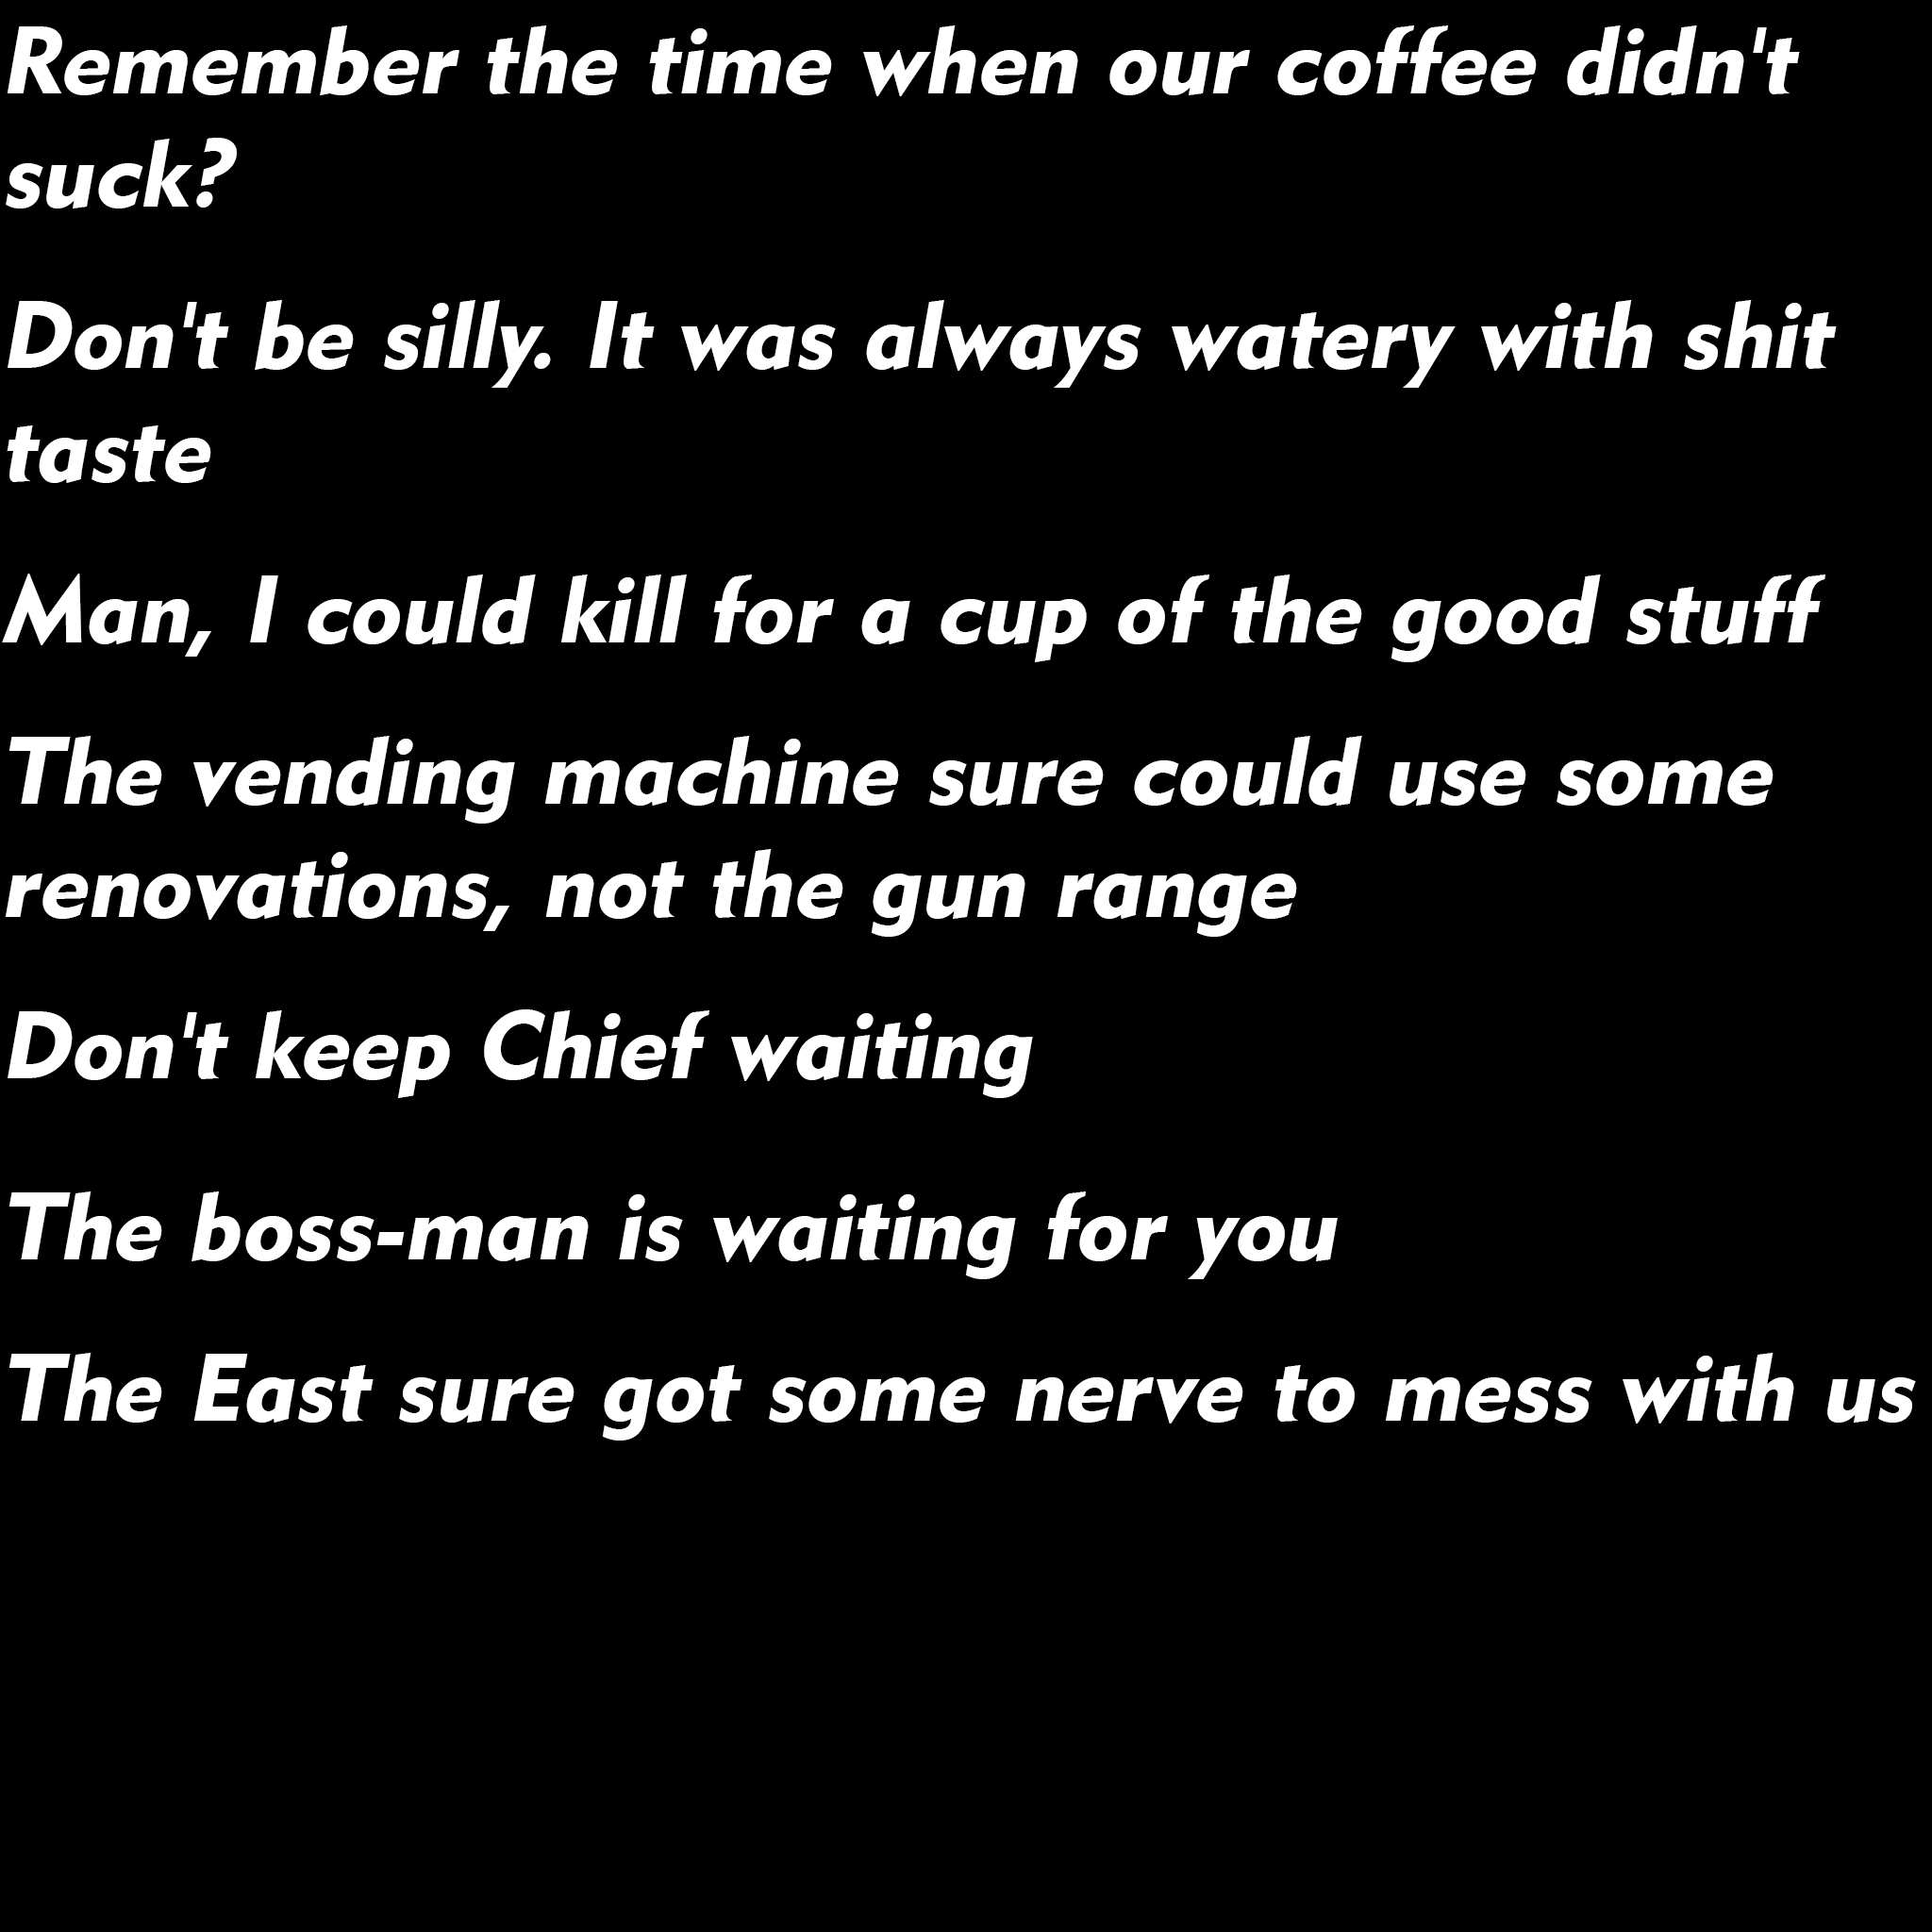 Remember the time when our coffee didn't
suck?
Don't be silly. It was always watery with shit
taste
Man, I could kill for a cup of the good stuff
The vending machine sure could use some
renovations, not the gun range
Don't keep Chief waiting
The boss-man is waiting for you
The East sure got some nerve to mess with us